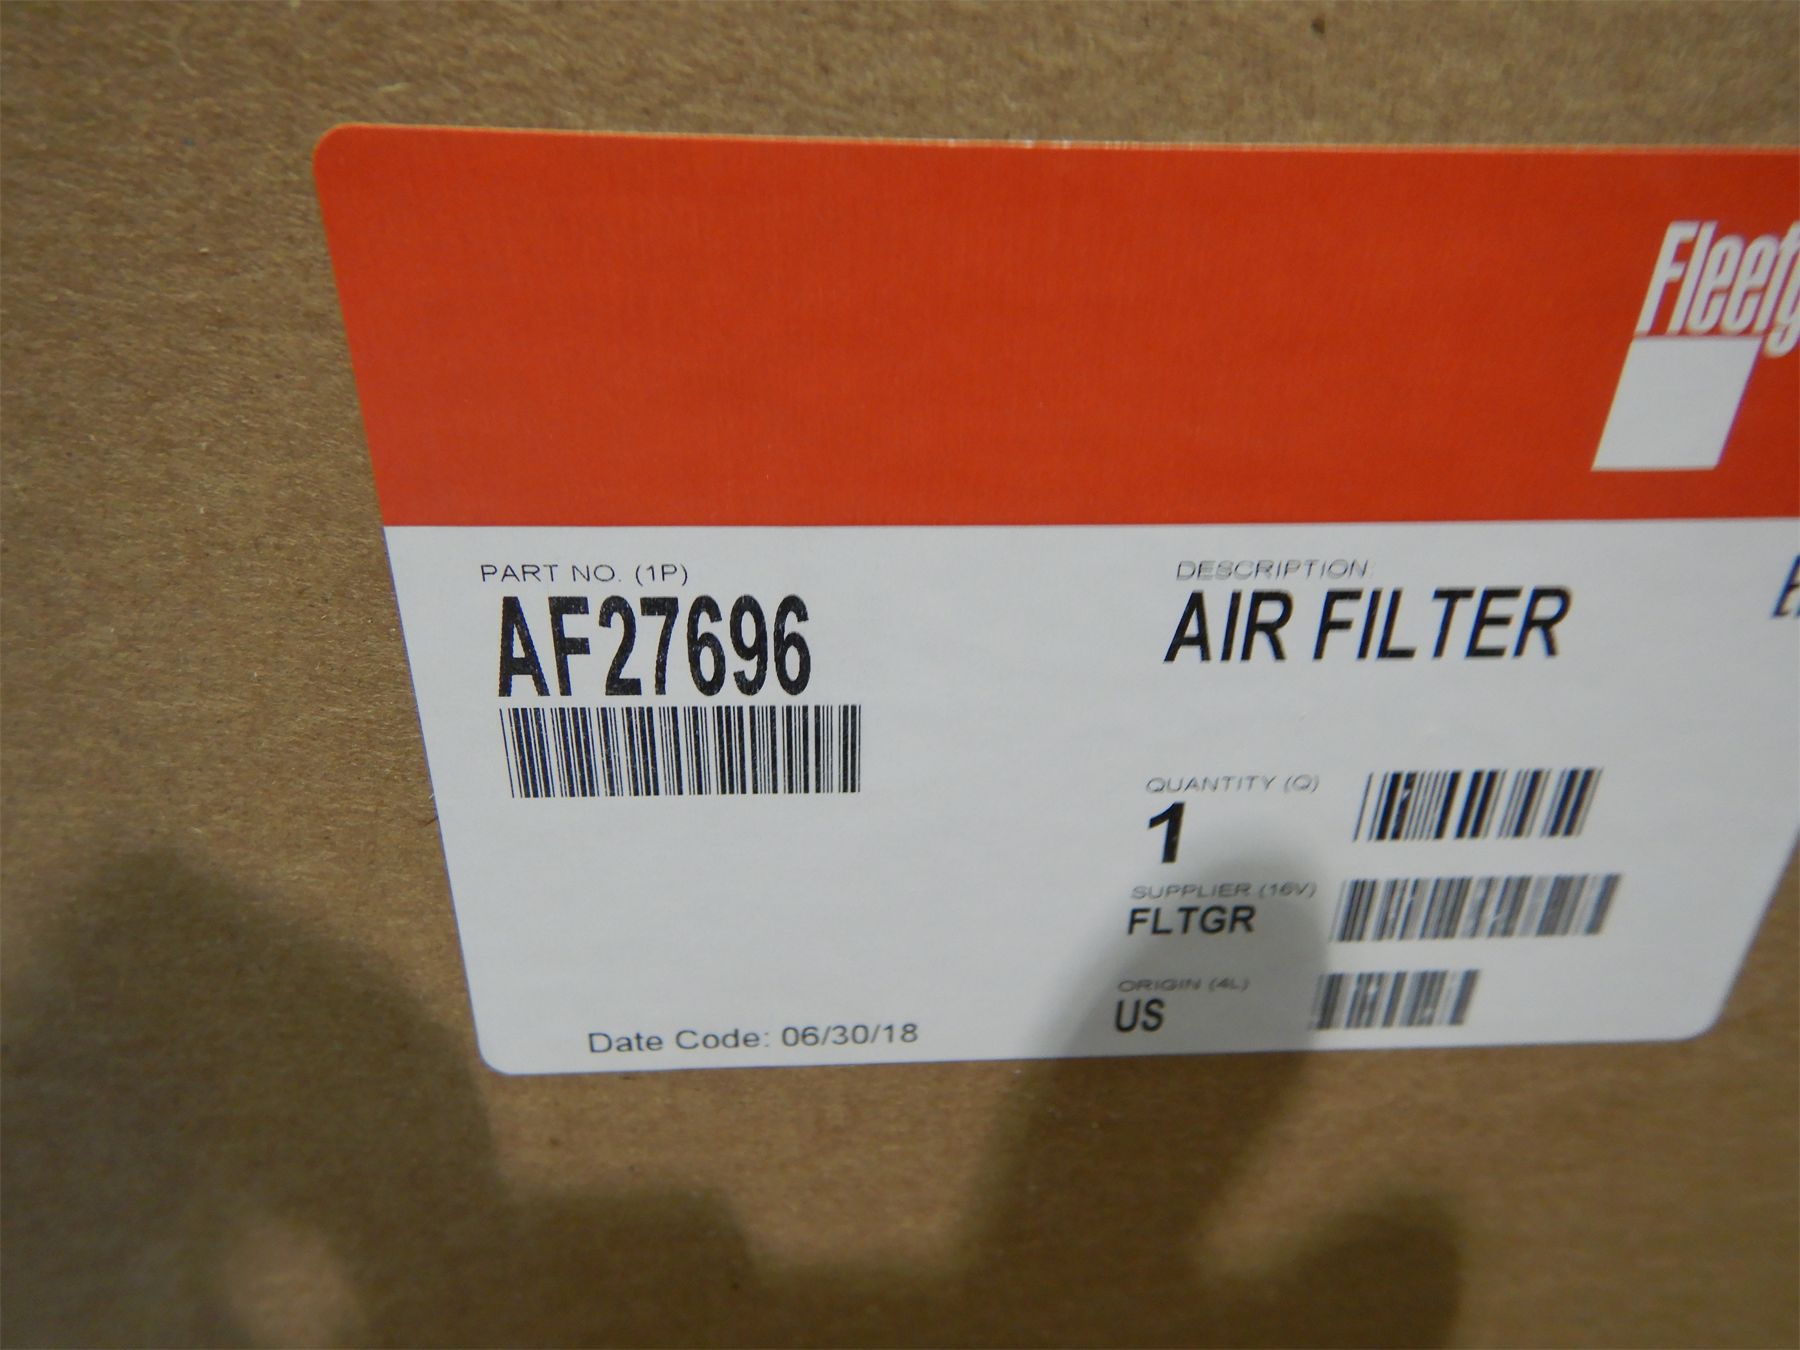 Fleetg
PART NO. (1P)
AF27696
DESCRIPTION:
AIR FILTER
QUANTITY (Q)
1
SUPPLIER (16V)
FLTGR
ORIGIN (4L)
US
Date Code: 06/30/18